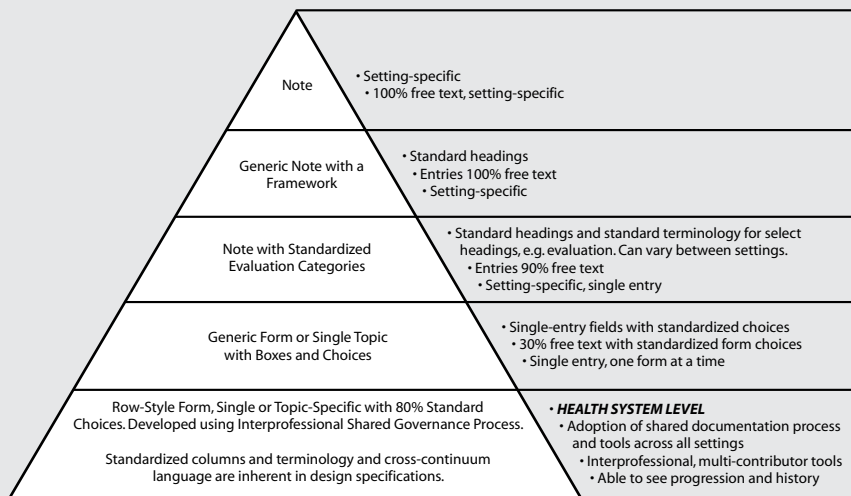 Note
• Setting-specific
• 100% free text, setting-specific
Generic Note with a
Framework
• Standard headings
• Entries 100% free text
• Setting-specific
Note with Standardized
Evaluation Categories
• Standard headings and standard terminology for select
headings, e.g. evaluation. Can vary between settings.
• Entries 90% free text
• Setting-specific, single entry
Generic Form or Single Topic
with Boxes and Choices
• Single-entry fields with standardized choices
• 30% free text with standardized form choices
• Single entry, one form at a time
Row-Style Form, Single or Topic-Specific with 80% Standard
Choices. Developed using Interprofessional Shared Governance Process.
Standardized columns and terminology and cross-continuum
language are inherent in design specifications.
• HEALTH SYSTEM LEVEL
• Adoption of shared documentation process
and tools across all settings
• Interprofessional, multi-contributor tools
• Able to see progression and history